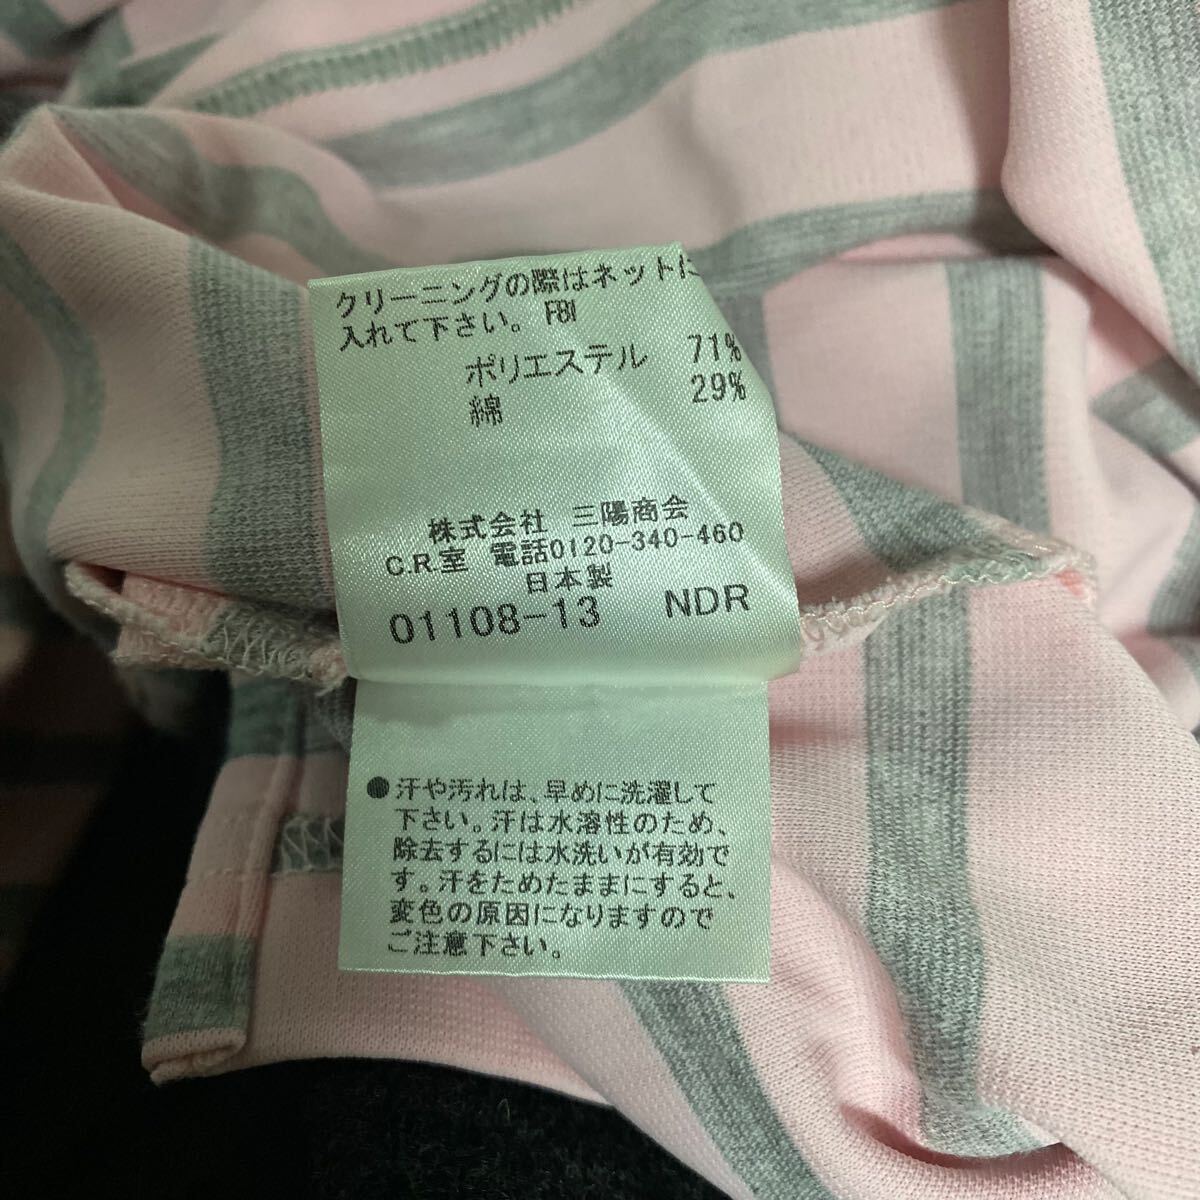 クリーニングの際はネットに
入れて下さい。 F8I
ポリエステル 71%
綿 29%
株式会社 三陽商会
C.R.室 電話0120-340-460
日本製
01108-13 NDR
●汗や汚れは、早めに洗濯して
下さい。汗は水溶性のため、
除去するには水洗いが有効で
す。汗をためたままにすると、
変色の原因になりますので
ご注意下さい。